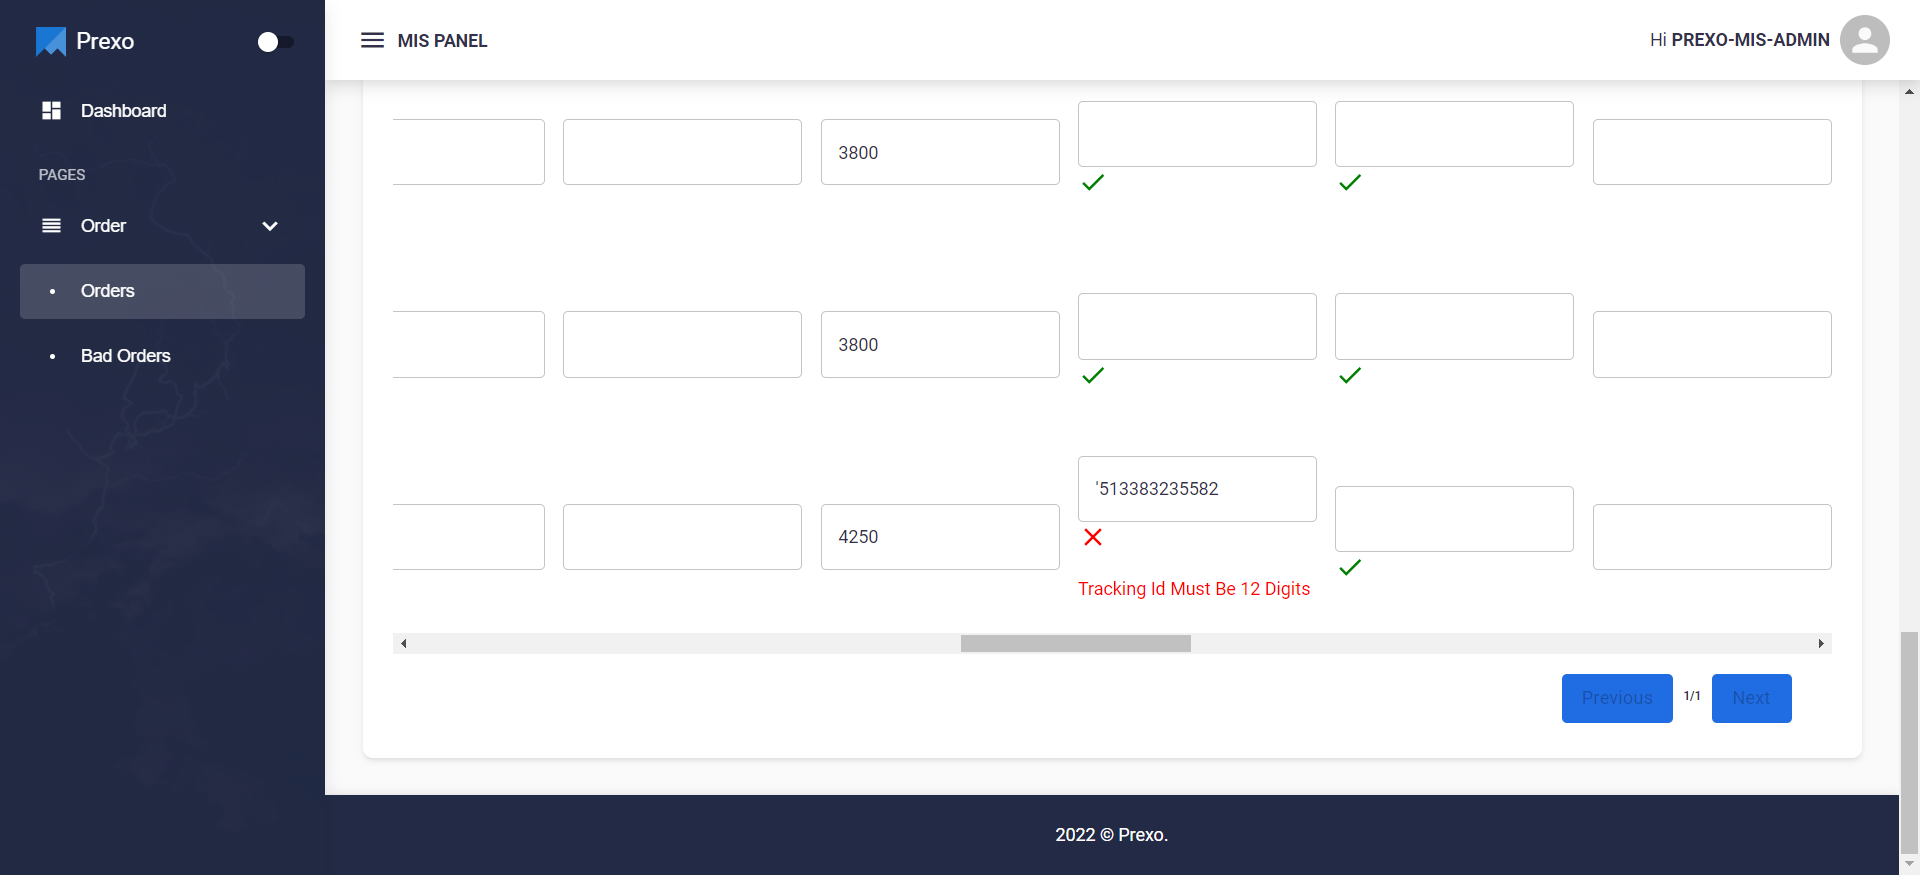 Prexo
MIS PANEL
Hi PREXO-MIS-ADMIN
Dashboard
PAGES
Order
Orders
Bad Orders
3800
3800
'513383235582
4250
Tracking Id Must Be 12 Digits
Previous
1/1
Next
2022 © Prexo.